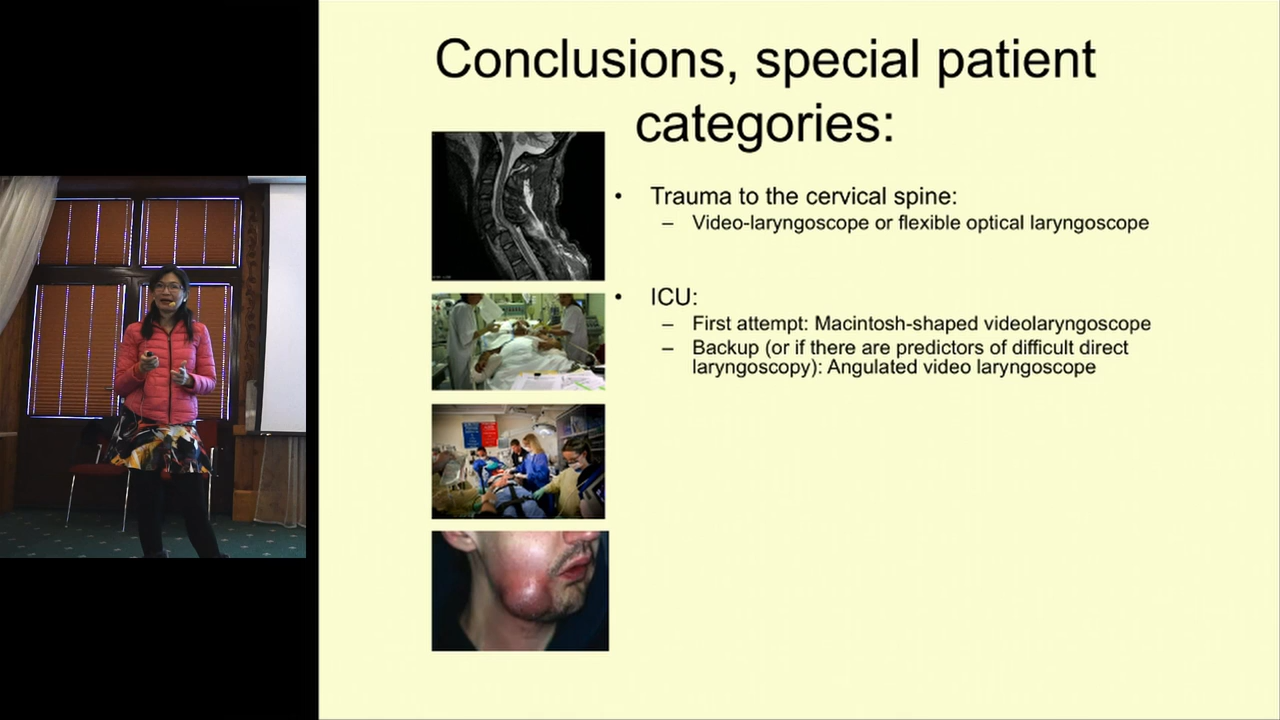 Conclusions, special patient
categories:
• Trauma to the cervical spine:
– Video-laryngoscope or flexible optical laryngoscope
• ICU:
– First attempt: Macintosh-shaped videolaryngoscope
– Backup (or if there are predictors of difficult direct
laryngoscopy): Angulated video laryngoscope